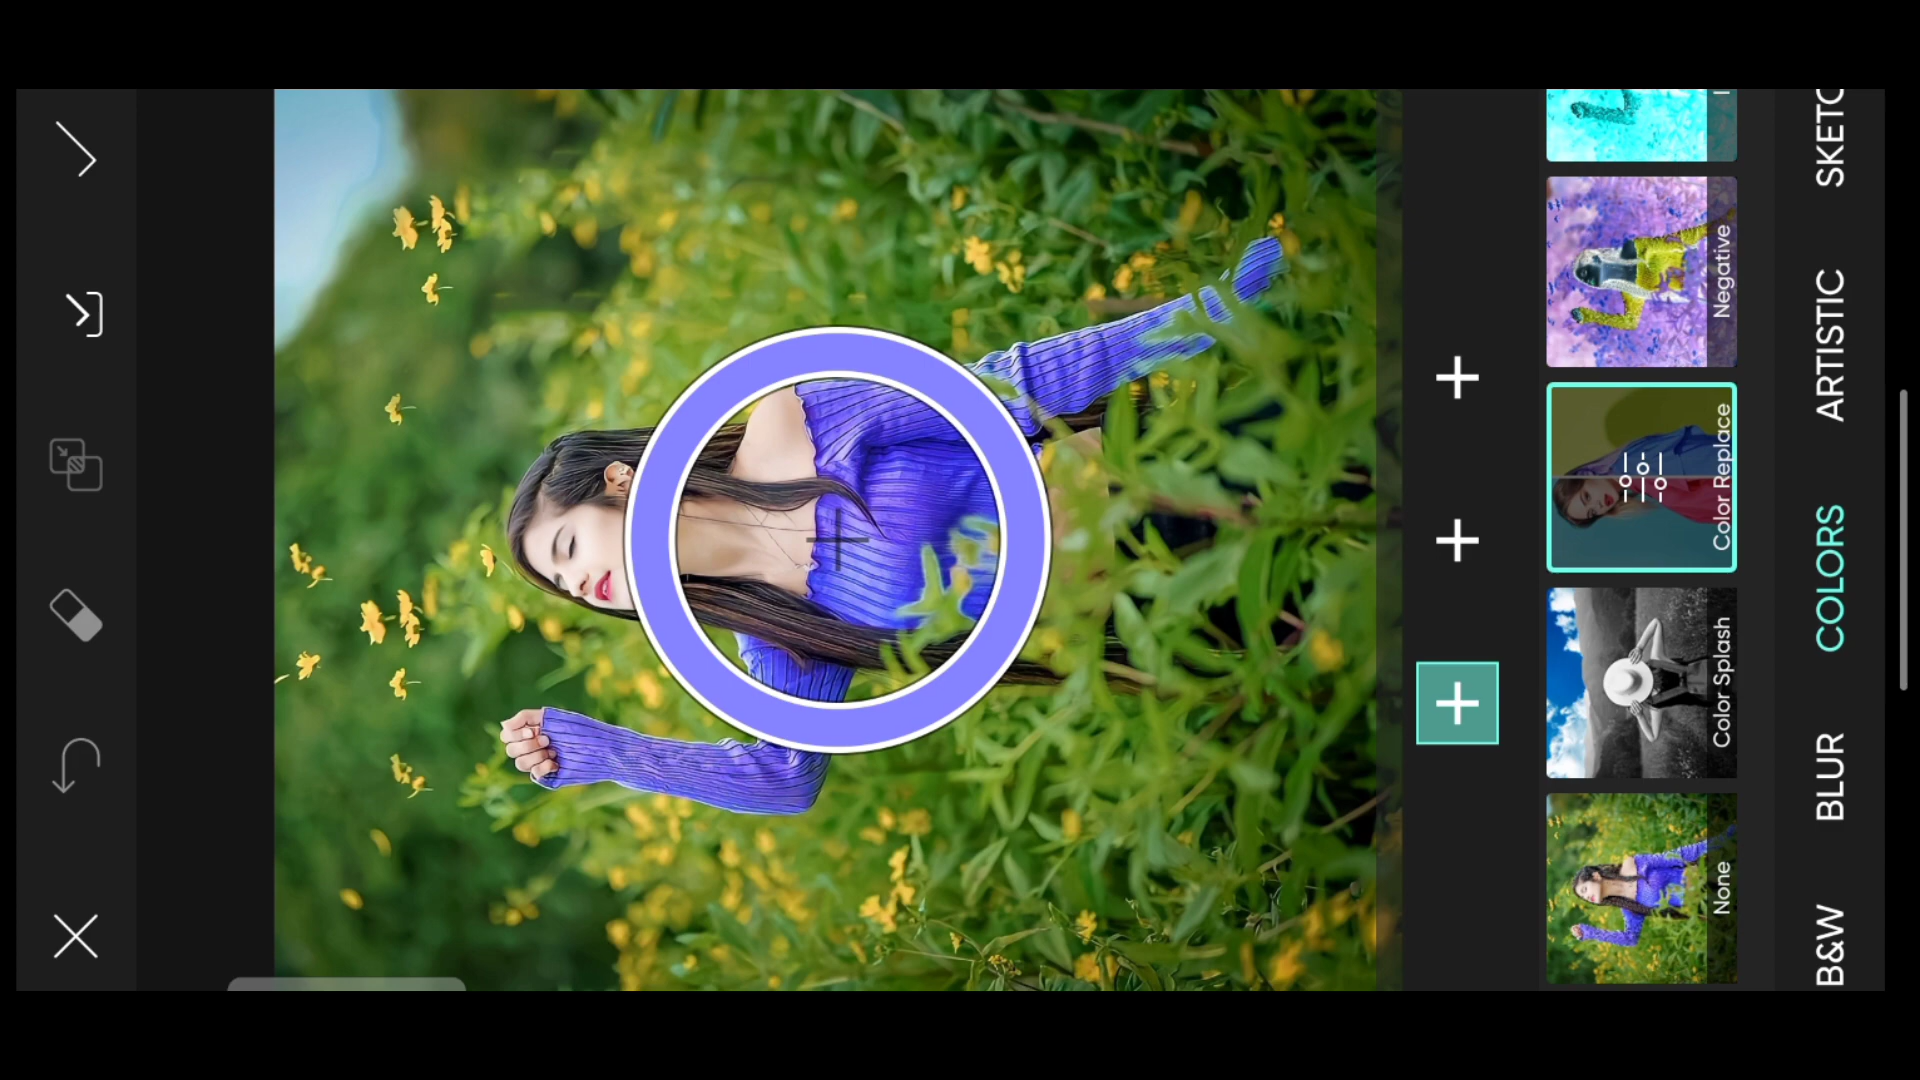 None
Color Splash
Color Replace
Negative
B&W
BLUR
COLORS
ARTISTIC
SKETC